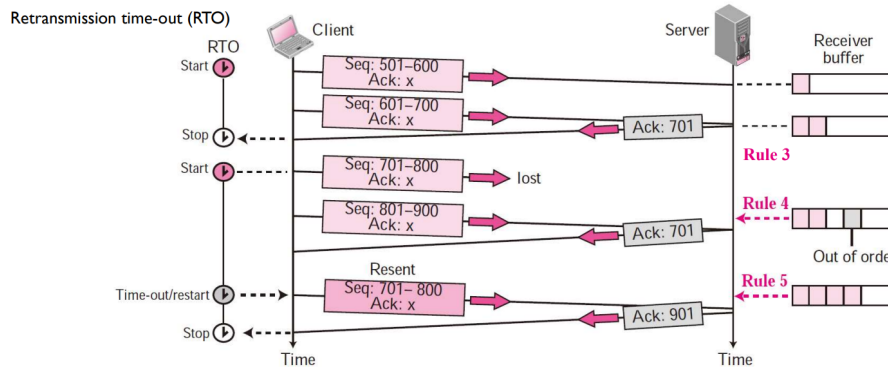 Retransmission time-out (RTO)
Client
Server
RTO
Receiver
buffer
Start
Seq: 501–600
Ack: x
Seq: 601–700
Ack: x
Ack: 701
Stop
Rule 3
Start
Seq: 701–800
Ack: x
lost
Rule 4
Seq: 801–900
Ack: x
Ack: 701
Out of orde
Resent
Rule 5
Time-out/restart
Seq: 701– 800
Ack: x
Ack: 901
Stop
Time
Time